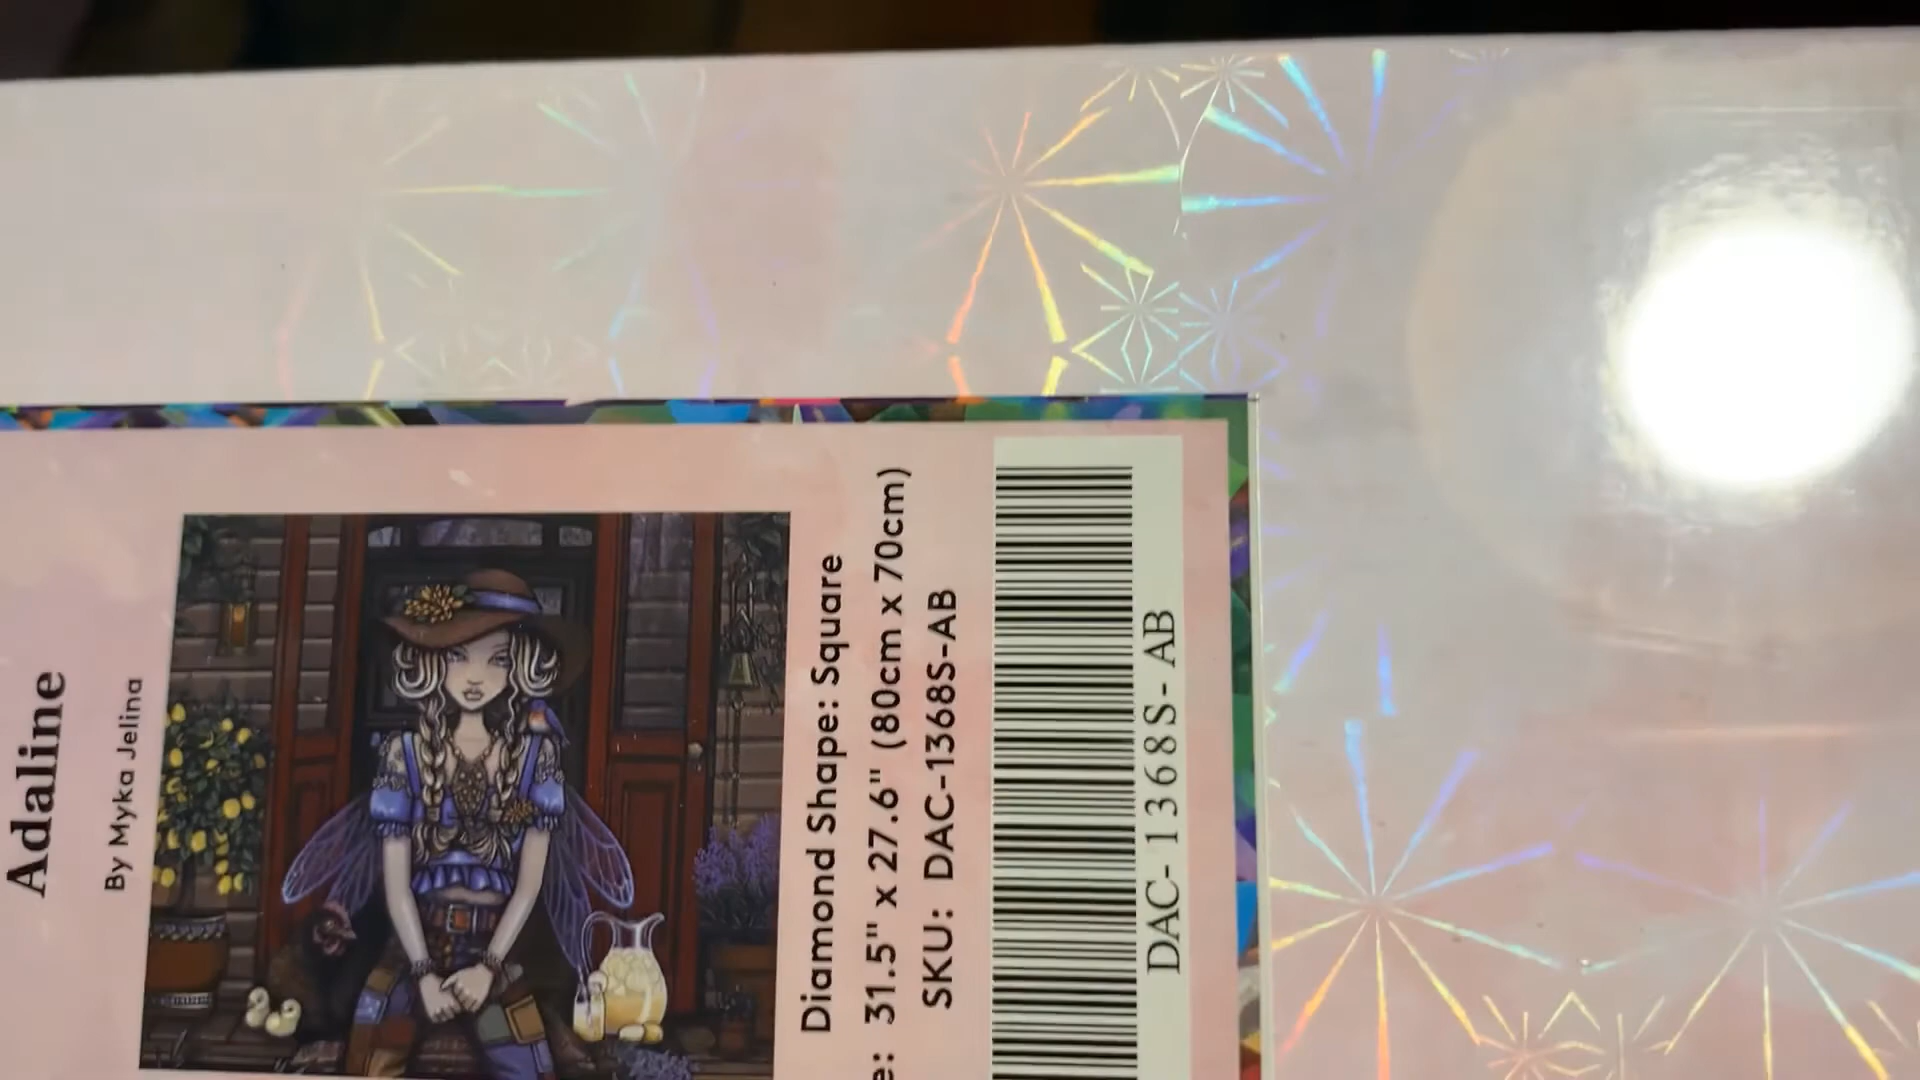 Adaline
By Myka Jelina
Diamond Shape: Square
e: 31.5" x 27.6" (80cm x 70cm)
SKU: DAC-1368S-AB
DAC-1368S-AB